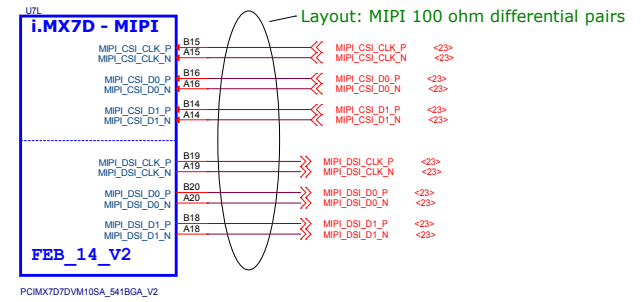 U7L
i.MX7D - MIPI
Layout: MIPI 100 ohm differential pairs
MIPI_CSI_CLK_P B15 MIPI_CSI_CLK_P <23>
MIPI_CSI_CLK_N A15 MIPI_CSI_CLK_N <23>
MIPI_CSI_D0_P B16 MIPI_CSI_D0_P <23>
MIPI_CSI_D0_N A16 MIPI_CSI_D0_N <23>
MIPI_CSI_D1_P B14 MIPI_CSI_D1_P <23>
MIPI_CSI_D1_N A14 MIPI_CSI_D1_N <23>
MIPI_DSI_CLK_P B19 MIPI_DSI_CLK_P <23>
MIPI_DSI_CLK_N A19 MIPI_DSI_CLK_N <23>
MIPI_DSI_D0_P B20 MIPI_DSI_D0_P <23>
MIPI_DSI_D0_N A20 MIPI_DSI_D0_N <23>
MIPI_DSI_D1_P B18 MIPI_DSI_D1_P <23>
MIPI_DSI_D1_N A18 MIPI_DSI_D1_N <23>
FEB_14_V2
PCIMX7D7DVM10SA_541BGA_V2